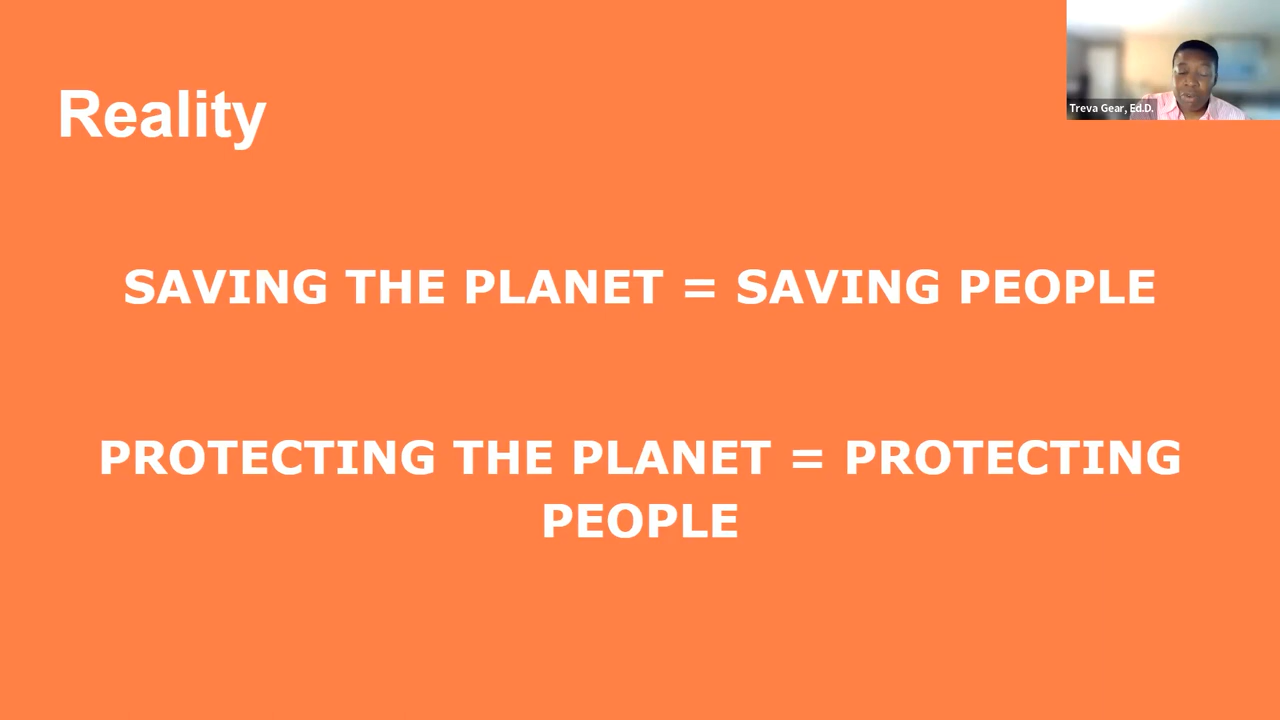 Reality
Treva Gear, Ed.D.
SAVING THE PLANET = SAVING PEOPLE
PROTECTING THE PLANET = PROTECTING
PEOPLE